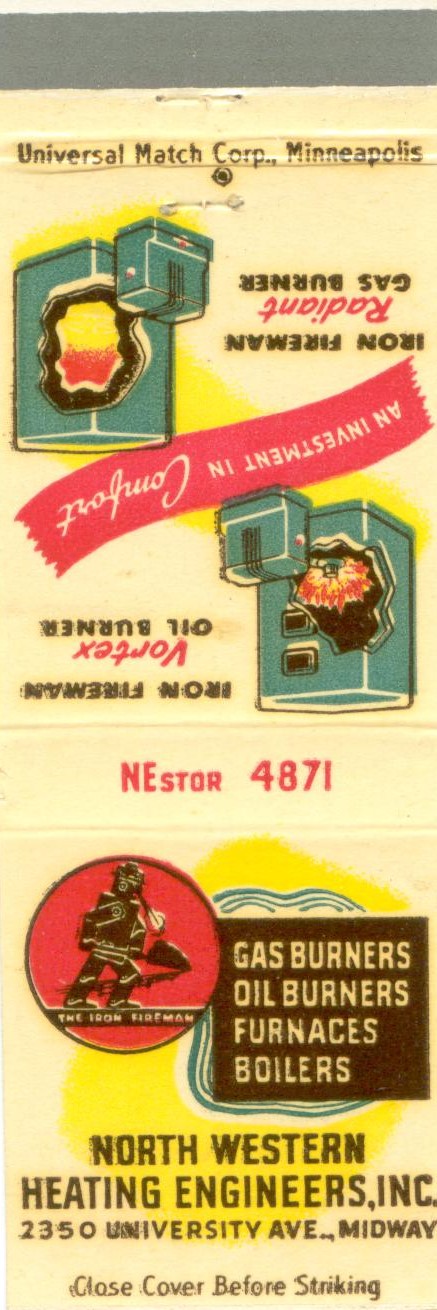 Universal Match Corp., Minneapolis
IRON FIREMAN
Vortex
OIL BURNER
AN INVESTMENT IN Comfort
IRON FIREMAN
Radiant
GAS BURNER
NESTOR 4871
THE IRON FIREMAN
GAS BURNERS
OIL BURNERS
FURNACES
BOILERS
NORTH WESTERN
HEATING ENGINEERS, INC.
2350 UNIVERSITY AVE., MIDWAY
Close Cover Before Striking